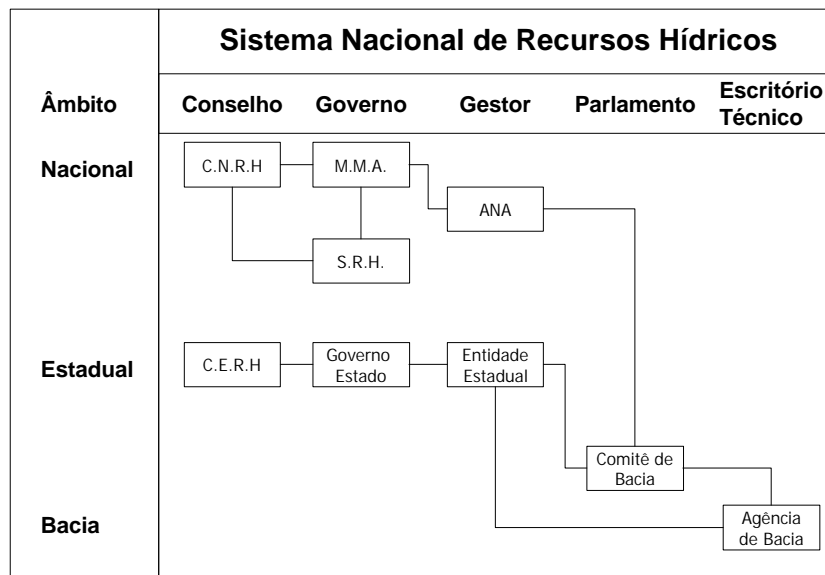 Sistema Nacional de Recursos Hídricos
Âmbito
Conselho
Governo
Gestor
Parlamento
Escritório
Técnico
Nacional
C.N.R.H
M.M.A.
ANA
S.R.H.
Estadual
C.E.R.H
Governo
Estado
Entidade
Estadual
Comitê de
Bacia
Bacia
Agência
de Bacia